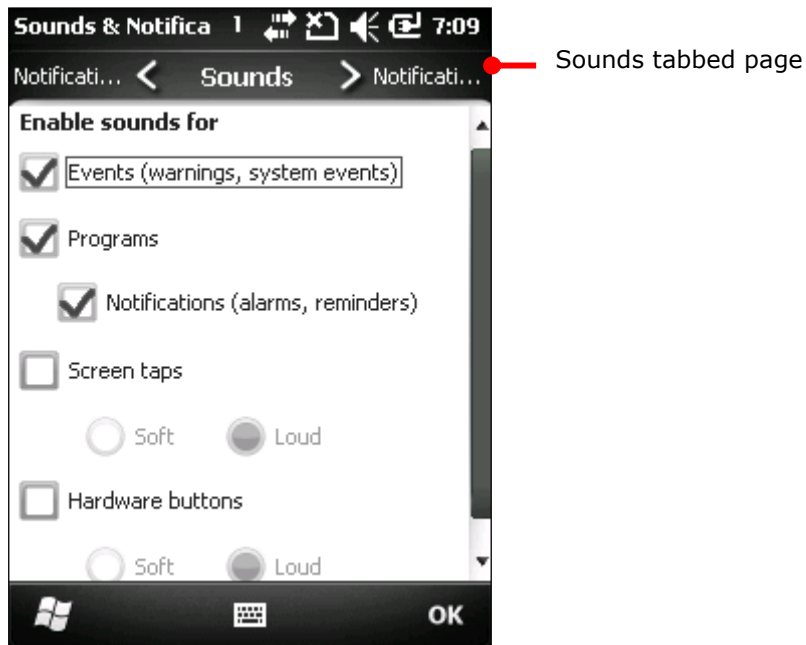 Sounds & Notifica 1 7:09
Notificati... Sounds Notificati...
Sounds tabbed page
Enable sounds for
Events (warnings, system events)
Programs
Notifications (alarms, reminders)
Screen taps
Soft Loud
Hardware buttons
Soft Loud
OK